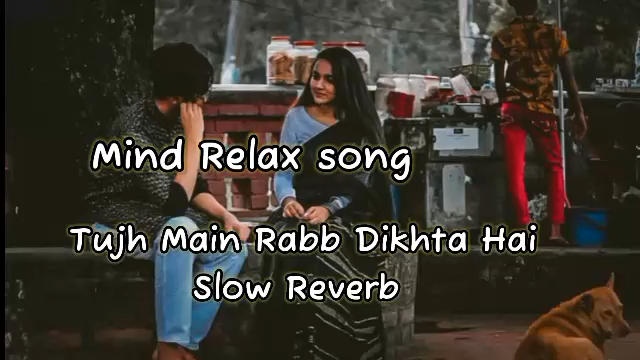 Mind Relax song
Tujh Main Rabb Dikhta Hai
Slow Reverb